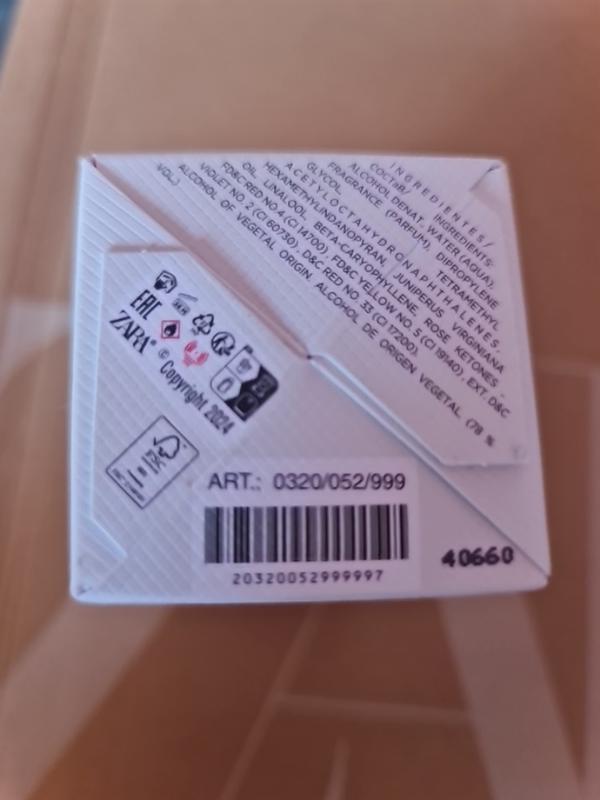 INGREDIENTES/
INGREDIENTS:
ALCOHOL DENAT, WATER (AQUA),
FRAGRANCE (PARFUM), DIPROPYLENE
GLYCOL, TETRAMETHYL
ACETYLOCTAHYDRONAPHTHALENES,
HEXAMETHYLINDANOPYRAN, JUNIPERUS VIRGINIANA
OIL, LINALOOL, BETA-CARYOPHYLLENE, ROSE KETONES,
FD&C RED NO.4 (CI 14700), FD&C YELLOW NO. 5 (CI 19140), EXT. D&C
VIOLET NO. 2 (CI 60730), D&C RED NO. 33 (CI 17200).
ALCOHOL OF VEGETAL ORIGIN. ALCOHOL DE ORIGEN VEGETAL. (78 %
VOL.)
EAC
ZARA® © Copyright 2024
FSC
ART.: 0320/052/999
20320052999997
40660